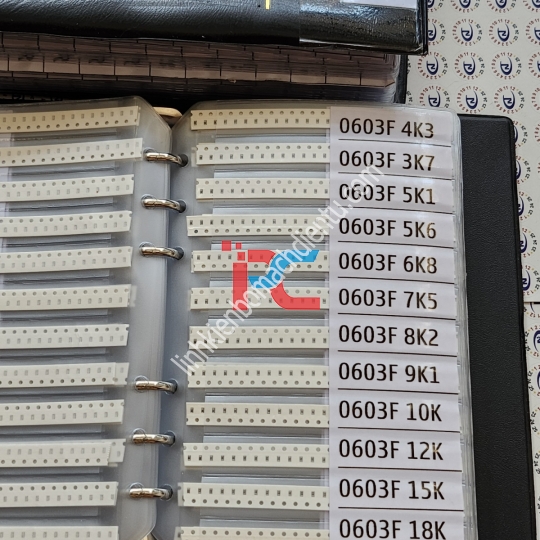 0603F 4K3
0603F 3K7
0603F 5K1
0603F 5K6
0603F 6K8
0603F 7K5
0603F 8K2
0603F 9K1
0603F 10K
0603F 12K
0603F 15K
0603F 18K
linhkienbomachdientu.com